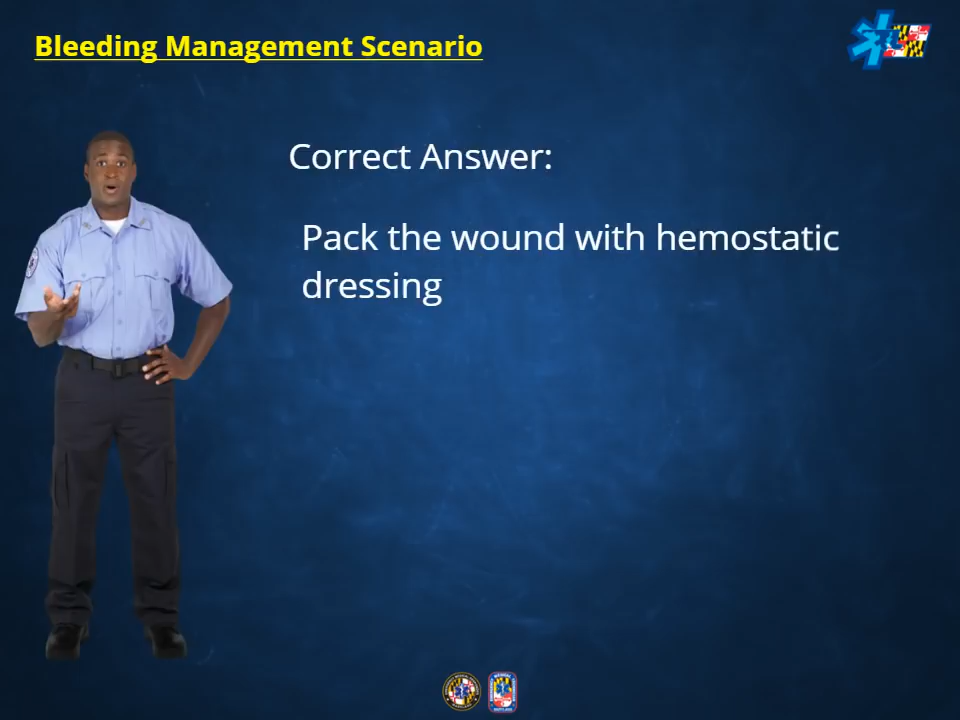 Bleeding Management Scenario
Correct Answer:
Pack the wound with hemostatic
dressing